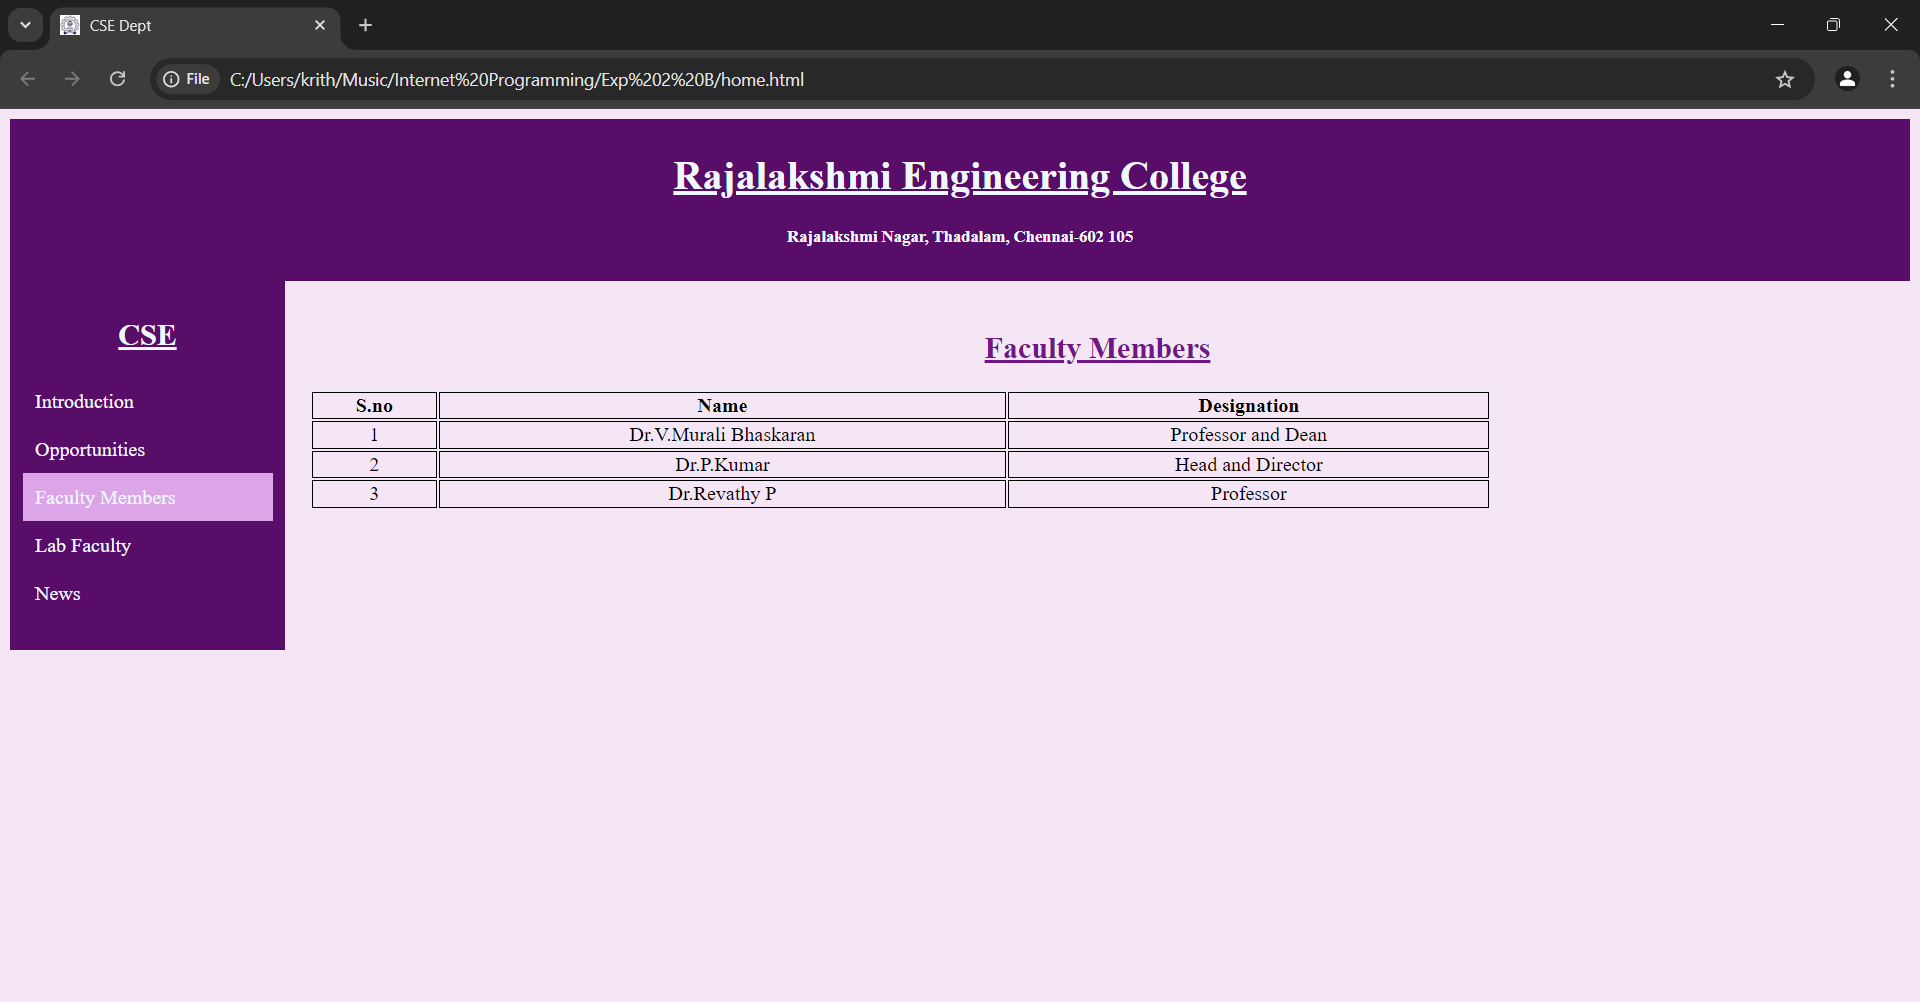 CSE Dept
File C:/Users/krith/Music/Internet%20Programming/Exp%202%20B/home.html
Rajalakshmi Engineering College
Rajalakshmi Nagar, Thadalam, Chennai-602 105
CSE
Introduction
Opportunities
Faculty Members
Lab Faculty
News
Faculty Members
S.no Name Designation
1 Dr.V.Murali Bhaskaran Professor and Dean
2 Dr.P.Kumar Head and Director
3 Dr.Revathy P Professor